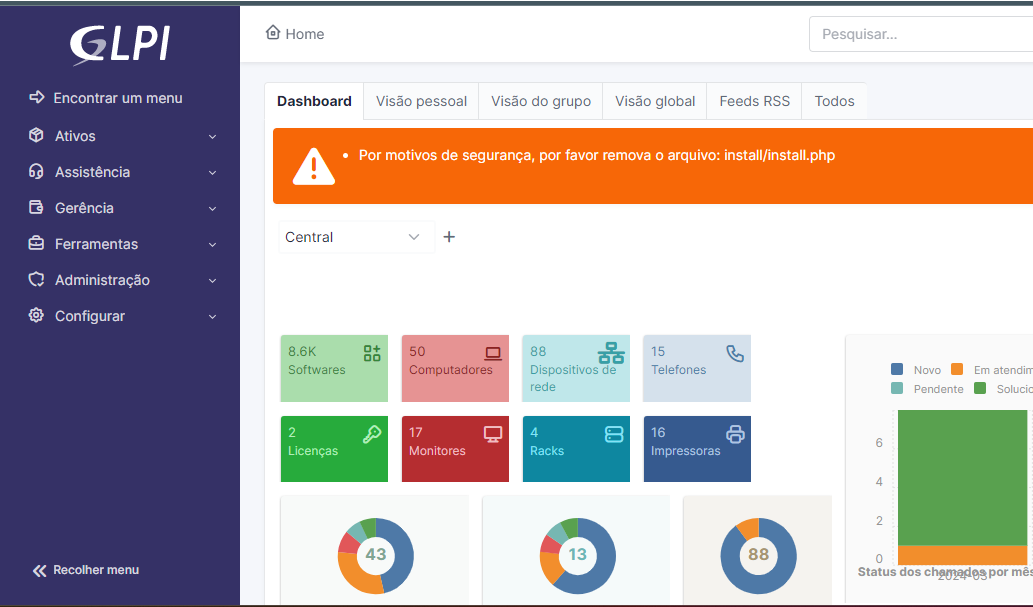 GLPI
Home
Pesquisar...
Encontrar um menu
Ativos
Assistência
Gerência
Ferramentas
Administração
Configurar
Recolher menu
Dashboard Visão pessoal Visão do grupo Visão global Feeds RSS Todos
Por motivos de segurança, por favor remova o arquivo: install/install.php
Central
8.6K
Softwares
50
Computadores
88
Dispositivos de
rede
15
Telefones
2
Licenças
17
Monitores
4
Racks
16
Impressoras
43
13
88
Novo Em atendim
Pendente Solucio
6
4
2
0
2024-03
Status dos chamados por mês